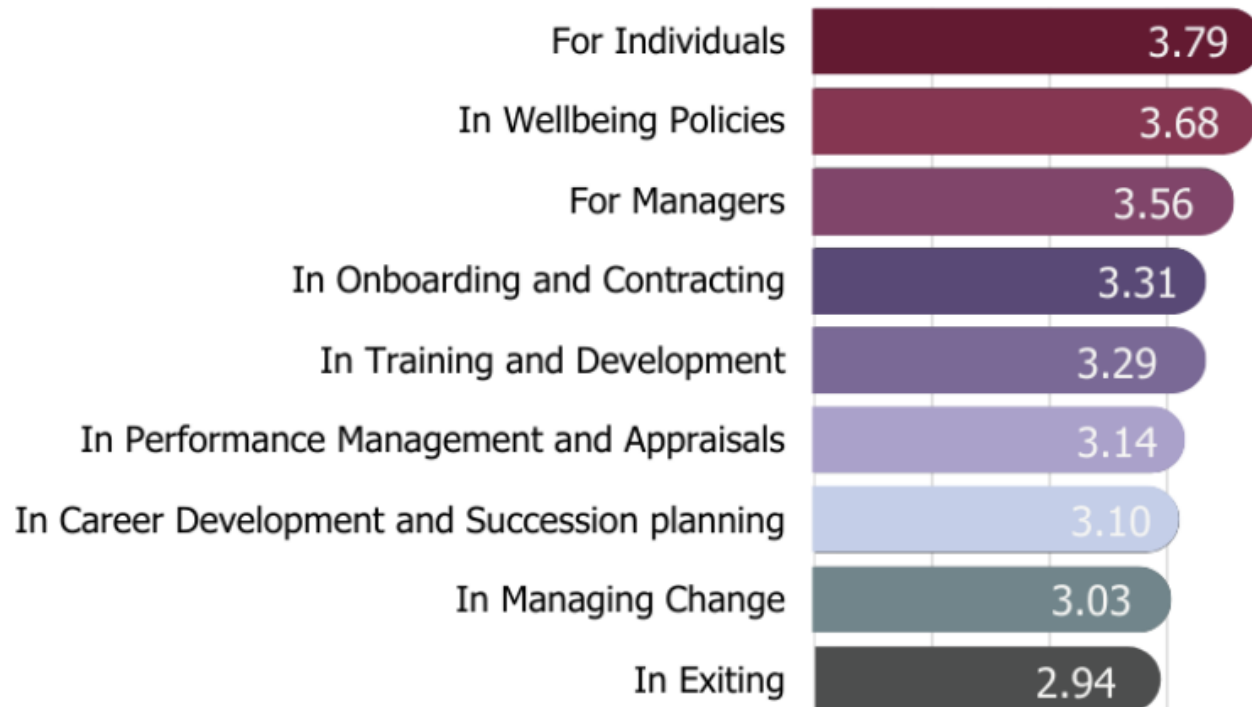 For Individuals 3.79
In Wellbeing Policies 3.68
For Managers 3.56
In Onboarding and Contracting 3.31
In Training and Development 3.29
In Performance Management and Appraisals 3.14
In Career Development and Succession planning 3.10
In Managing Change 3.03
In Exiting 2.94